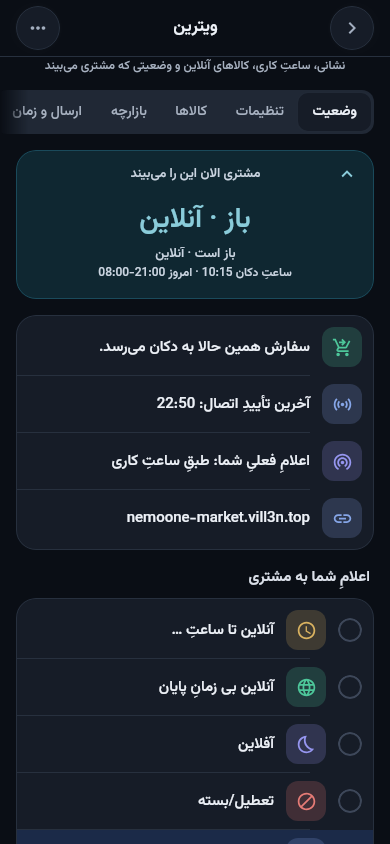 ویترین
نشانی، ساعتِ کاری، کالاهای آنلاین و وضعیتی که مشتری می‌بیند
وضعیت تنظیمات کالاها بازارچه ارسال و زمان
مشتری الان این را می‌بیند
باز · آنلاین
باز است · آنلاین
ساعتِ دکان 10:15 · امروز 08:00–21:00
سفارش همین حالا به دکان می‌رسد.
آخرین تأییدِ اتصال: 22:50
اعلامِ فعلیِ شما: طبقِ ساعتِ کاری
nemoone-market.vill3n.top
اعلامِ شما به مشتری
آنلاین تا ساعتِ ...
آنلاین بی زمانِ پایان
آفلاین
تعطیل/بسته